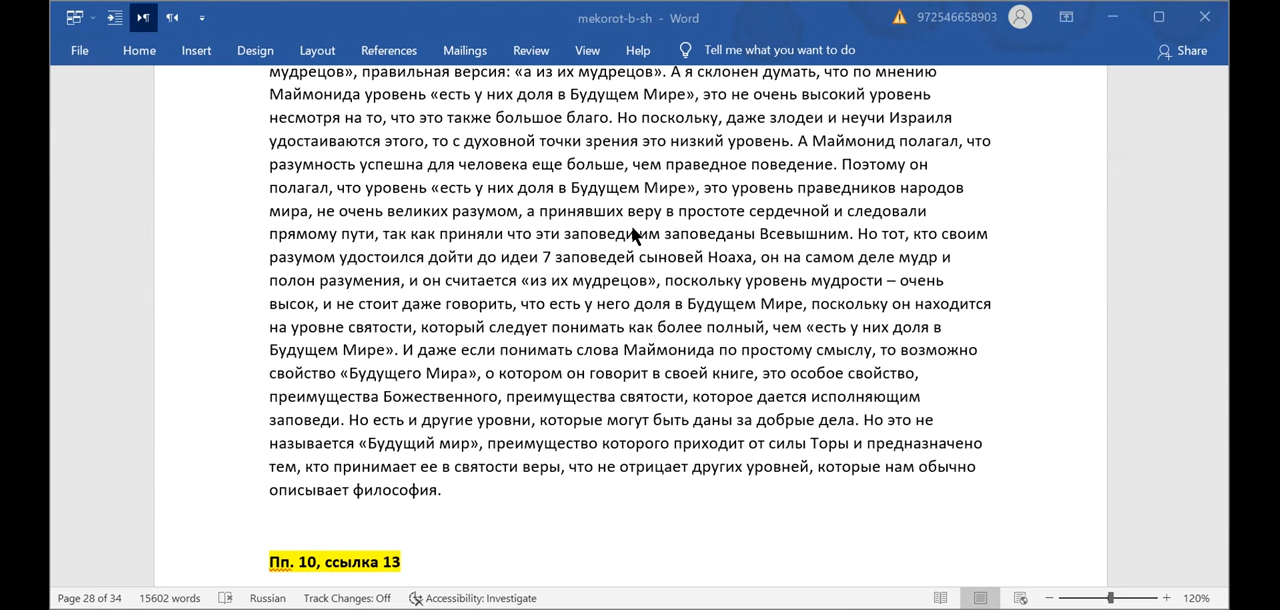 mekorot-b-sh - Word
972546658903
File Home Insert Design Layout References Mailings Review View Help Tell me what you want to do Share
мудрецов», правильная версия: «а из их мудрецов». А я склонен думать, что по мнению
Маймонида уровень «есть у них доля в Будущем Мире», это не очень высокий уровень
несмотря на то, что это также большое благо. Но поскольку, даже злодеи и неучи Израиля
удостаиваются этого, то с духовной точки зрения это низкий уровень. А Маймонид полагал, что
разумность успешна для человека еще больше, чем праведное поведение. Поэтому он
полагал, что уровень «есть у них доля в Будущем Мире», это уровень праведников народов
мира, не очень великих разумом, а принявших веру в простоте сердечной и следовали
прямому пути, так как приняли что эти заповеди им заповеданы Всевышним. Но тот, кто своим
разумом удостоился дойти до идеи 7 заповедей сыновей Ноаха, он на самом деле мудр и
полон разумения, и он считается «из их мудрецов», поскольку уровень мудрости – очень
высок, и не стоит даже говорить, что есть у него доля в Будущем Мире, поскольку он находится
на уровне святости, который следует понимать как более полный, чем «есть у них доля в
Будущем Мире». И даже если понимать слова Маймонида по простому смыслу, то возможно
свойство «Будущего Мира», о котором он говорит в своей книге, это особое свойство,
преимущества Божественного, преимущества святости, которое дается исполняющим
заповеди. Но есть и другие уровни, которые могут быть даны за добрые дела. Но это не
называется «Будущий мир», преимущество которого приходит от силы Торы и предназначено
тем, кто принимает ее в святости веры, что не отрицает других уровней, которые нам обычно
описывает философия.
Пп. 10, ссылка 13
Page 28 of 34 15602 words Russian Track Changes: Off Accessibility: Investigate 120%